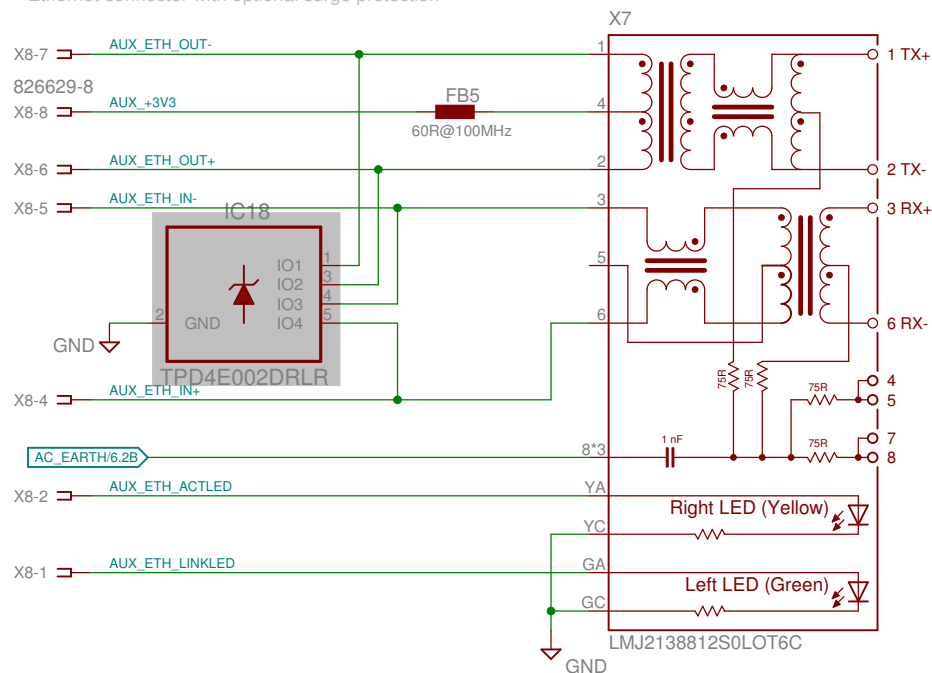 Ethernet connector with optional surge protection
X7
X8-7 AUX_ETH_OUT- 1 1 TX+
826629-8
X8-8 AUX_+3V3 FB5 4
60R@100MHz
X8-6 AUX_ETH_OUT+ 2 2 TX-
X8-5 AUX_ETH_IN- 3 3 RX+
IC18
5
IO1 1
IO2 3
IO3 4
2 GND IO4 5
6 6 RX-
GND
TPD4E002DRLR
75R 75R
4
75R
X8-4 AUX_ETH_IN+ 5
7
1 nF 75R
AC_EARTH/6.2B 8*3 8
X8-2 AUX_ETH_ACTLED YA
Right LED (Yellow)
YC
X8-1 AUX_ETH_LINKLED GA
Left LED (Green)
GC
LMJ2138812S0LOT6C
GND